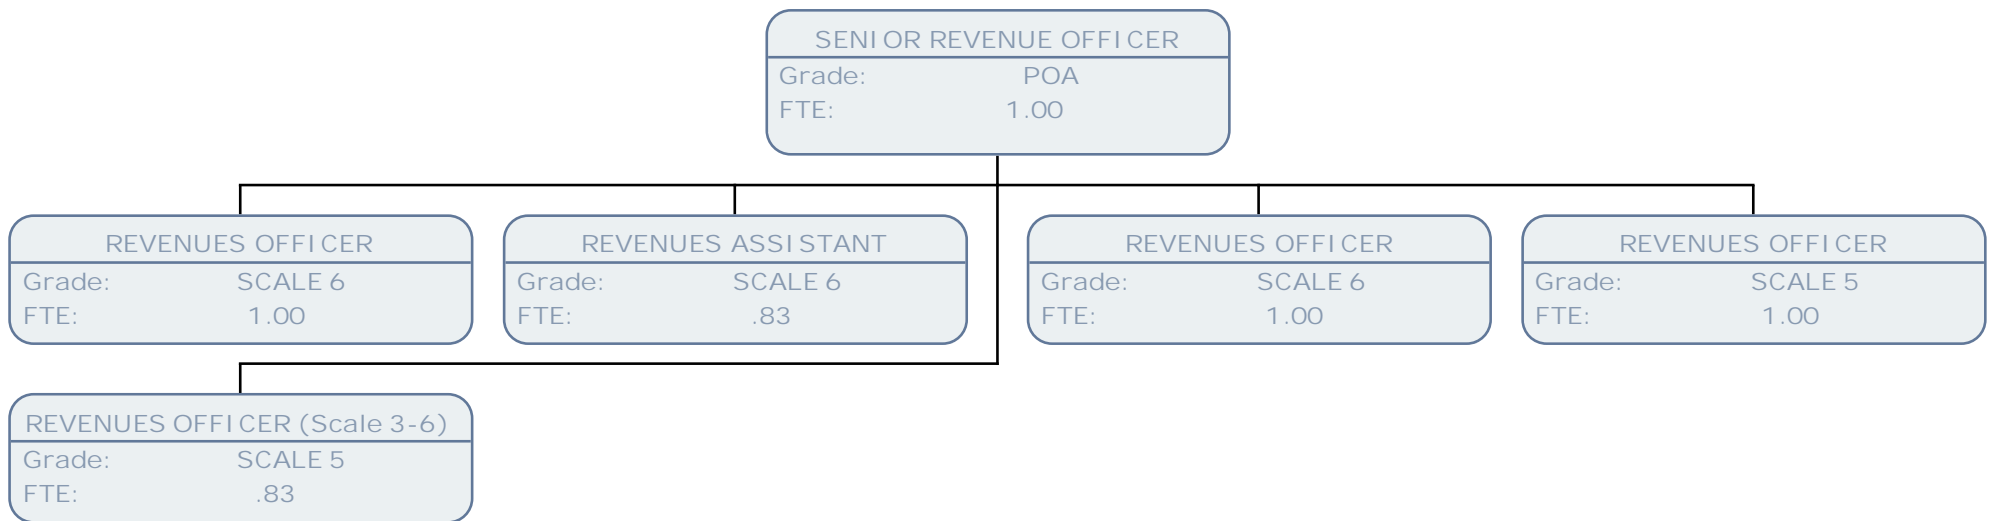 SENIOR REVENUE OFFICER
Grade: POA
FTE: 1.00
REVENUES OFFICER
Grade: SCALE 6
FTE: 1.00
REVENUES ASSISTANT
Grade: SCALE 6
FTE: .83
REVENUES OFFICER
Grade: SCALE 6
FTE: 1.00
REVENUES OFFICER
Grade: SCALE 5
FTE: 1.00
REVENUES OFFICER (Scale 3-6)
Grade: SCALE 5
FTE: .83